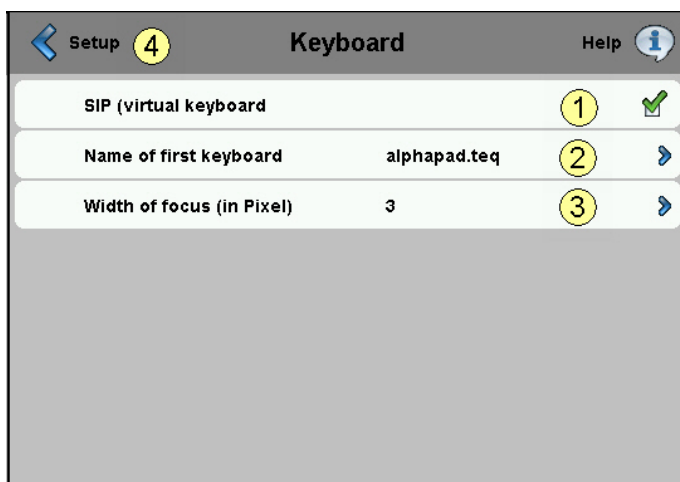 Setup 4 Keyboard Help
SIP (virtual keyboard 1
Name of first keyboard alphapad.teq 2
Width of focus (in Pixel) 3 3